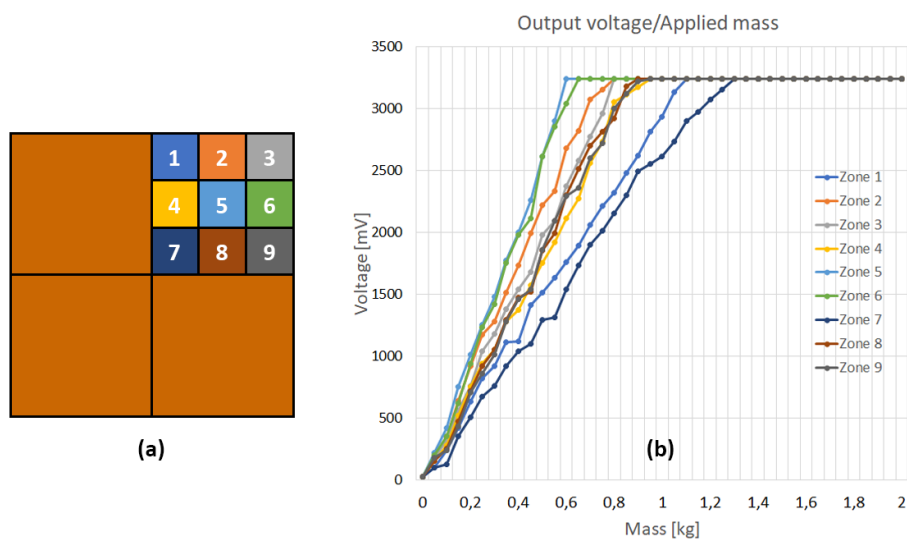 1 2 3
4 5 6
7 8 9
(a)
Output voltage/Applied mass
Voltage [mV]
3500
3000
2500
2000
1500
1000
500
0
0 0,2 0,4 0,6 0,8 1 1,2 1,4 1,6 1,8 2
Mass [kg]
Zone 1
Zone 2
Zone 3
Zone 4
Zone 5
Zone 6
Zone 7
Zone 8
Zone 9
(b)